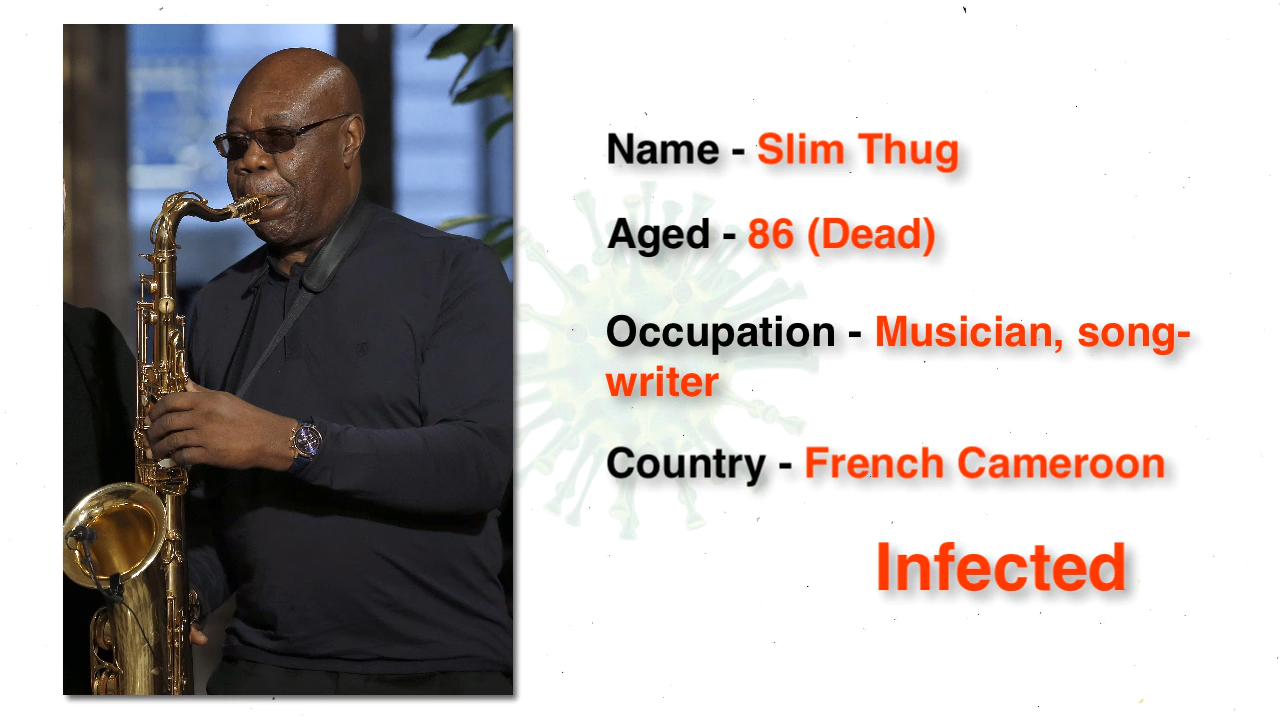 Name - Slim Thug
Aged - 86 (Dead)
Occupation - Musician, song-
writer
Country - French Cameroon
Infected